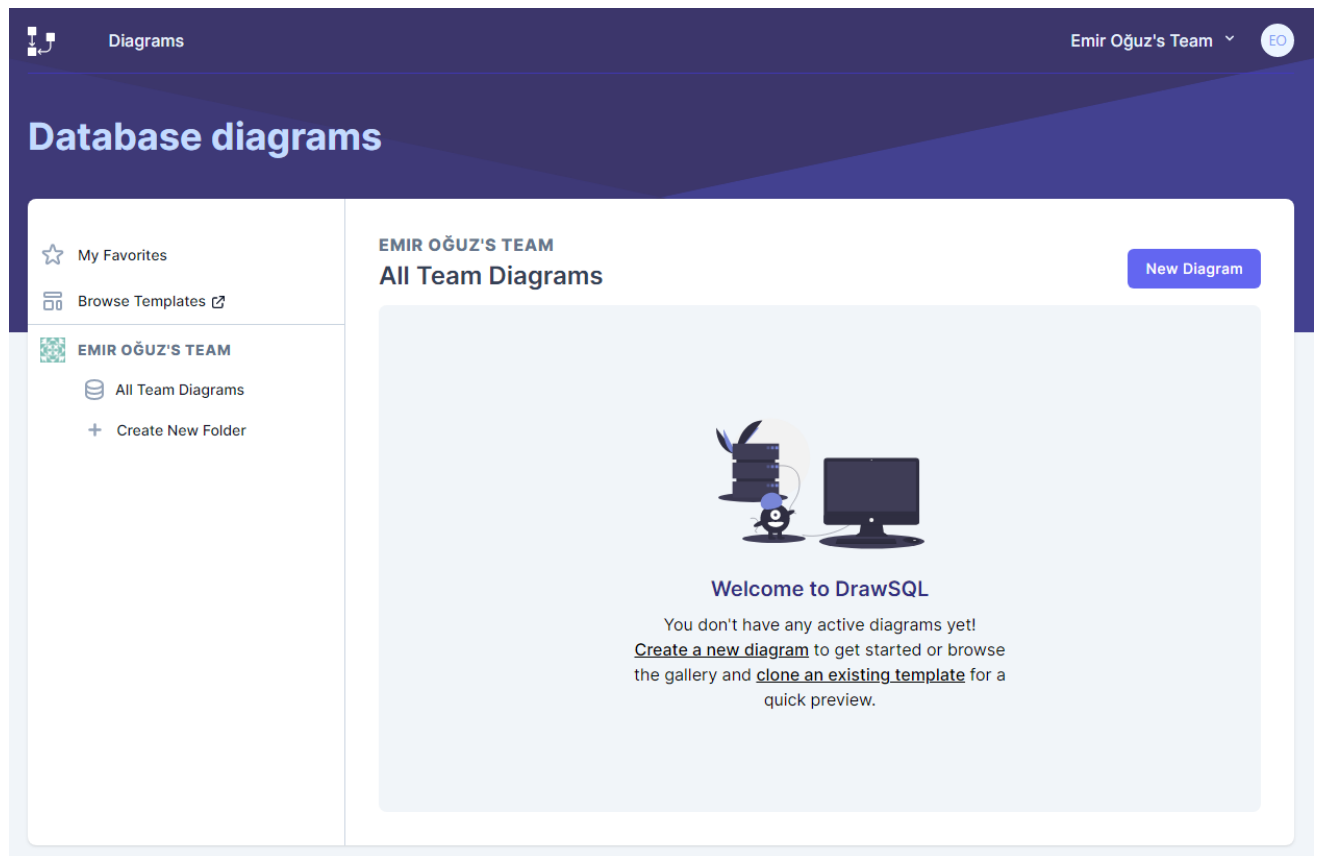 Diagrams
Emir Oğuz's Team
EO
Database diagrams
My Favorites
Browse Templates
EMIR OĞUZ'S TEAM
All Team Diagrams
Create New Folder
EMIR OĞUZ'S TEAM
All Team Diagrams
New Diagram
Welcome to DrawSQL
You don't have any active diagrams yet!
Create a new diagram to get started or browse
the gallery and clone an existing template for a
quick preview.